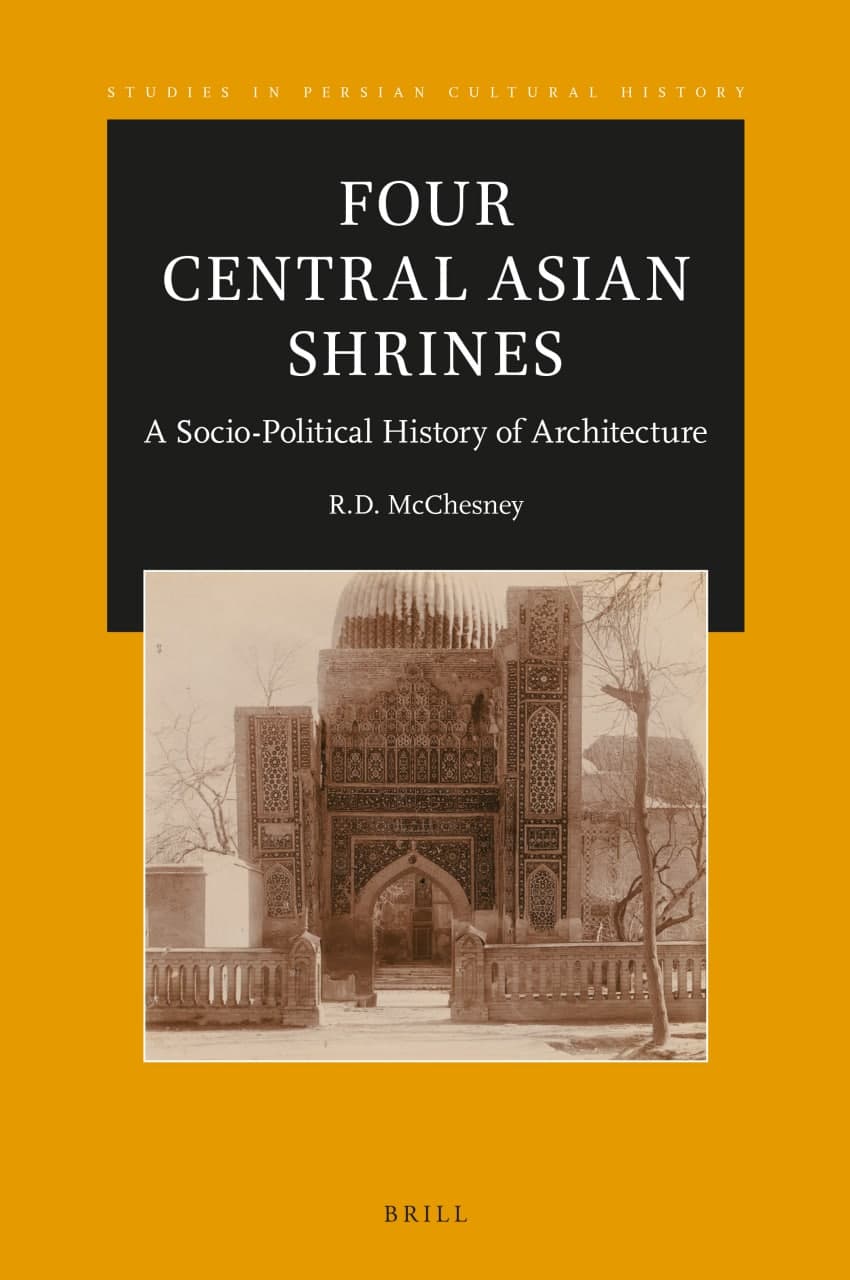 STUDIES IN PERSIAN CULTURAL HISTORY
FOUR
CENTRAL ASIAN
SHRINES
A Socio-Political History of Architecture
R.D. McChesney
BRILL